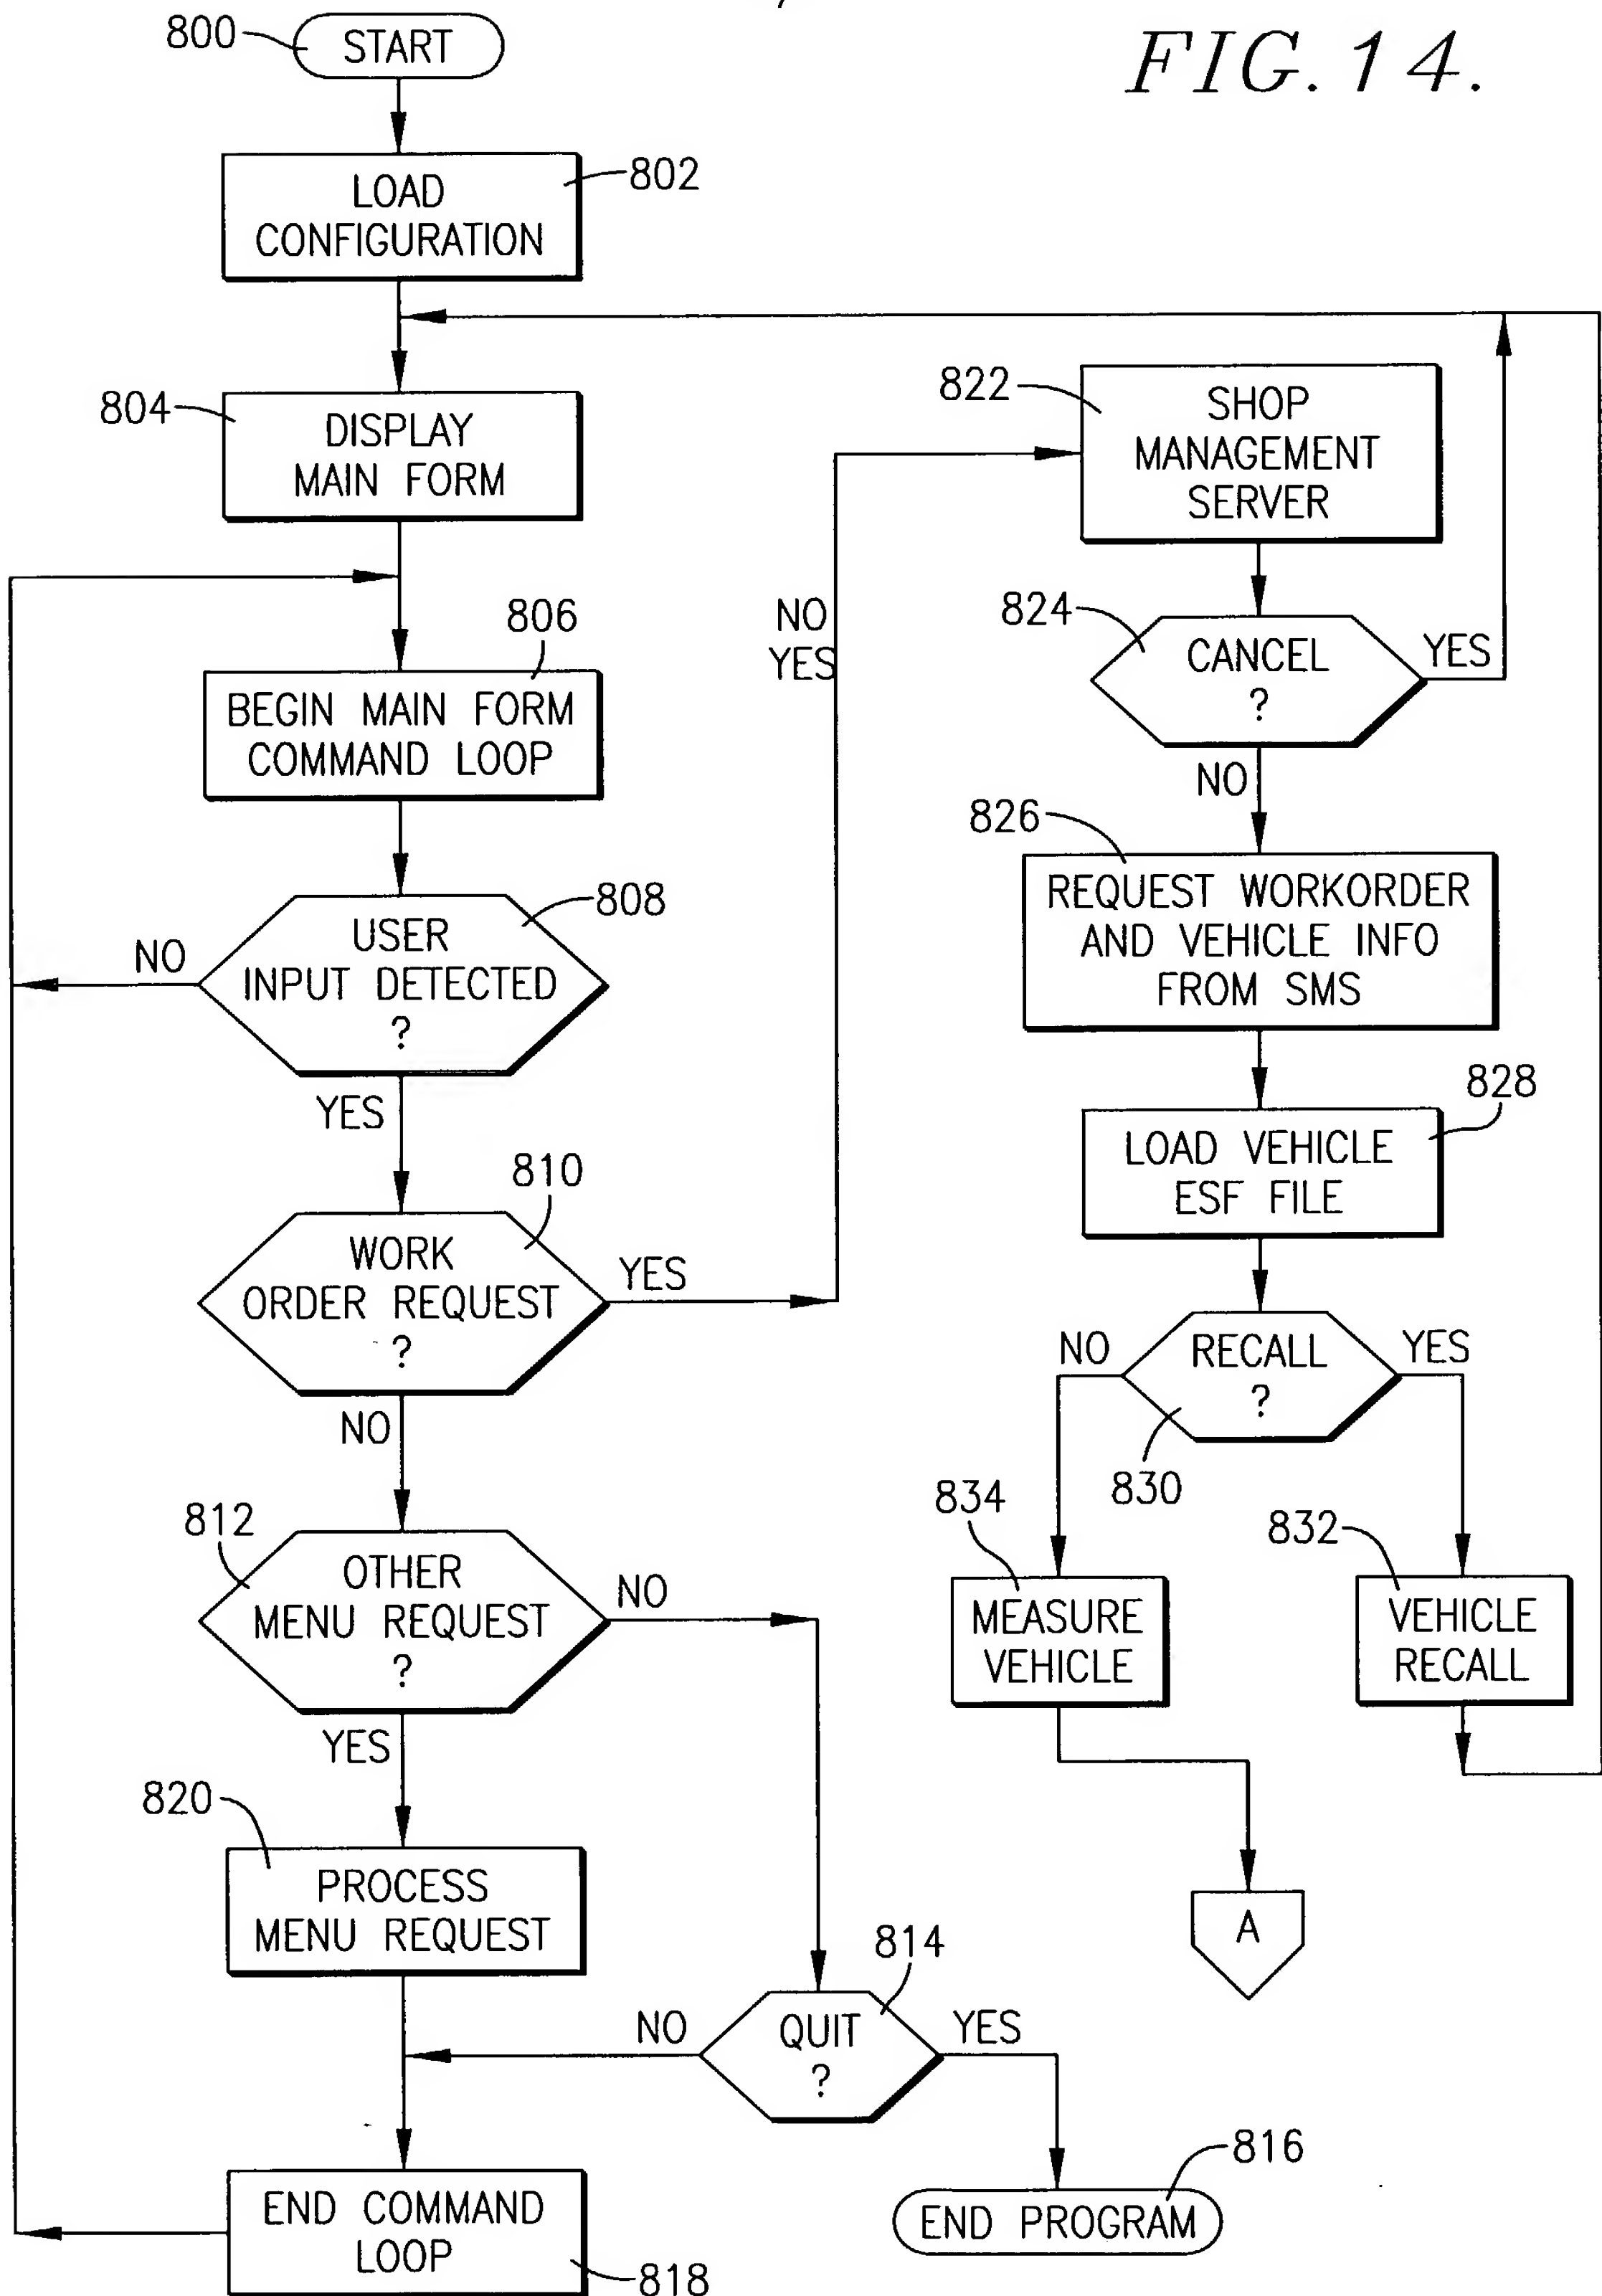 FIG. 14.
800
START
802
LOAD
CONFIGURATION
804
DISPLAY
MAIN FORM
806
BEGIN MAIN FORM
COMMAND LOOP
808
USER
INPUT DETECTED
?
NO
YES
810
WORK
ORDER REQUEST
?
YES
NO
812
OTHER
MENU REQUEST
?
NO
YES
820
PROCESS
MENU REQUEST
814
QUIT
?
NO
YES
816
END PROGRAM
END COMMAND
LOOP
818
NO
YES
822
SHOP
MANAGEMENT
SERVER
824
CANCEL
?
YES
NO
826
REQUEST WORKORDER
AND VEHICLE INFO
FROM SMS
828
LOAD VEHICLE
ESF FILE
RECALL
?
NO
YES
830
834
MEASURE
VEHICLE
832
VEHICLE
RECALL
A